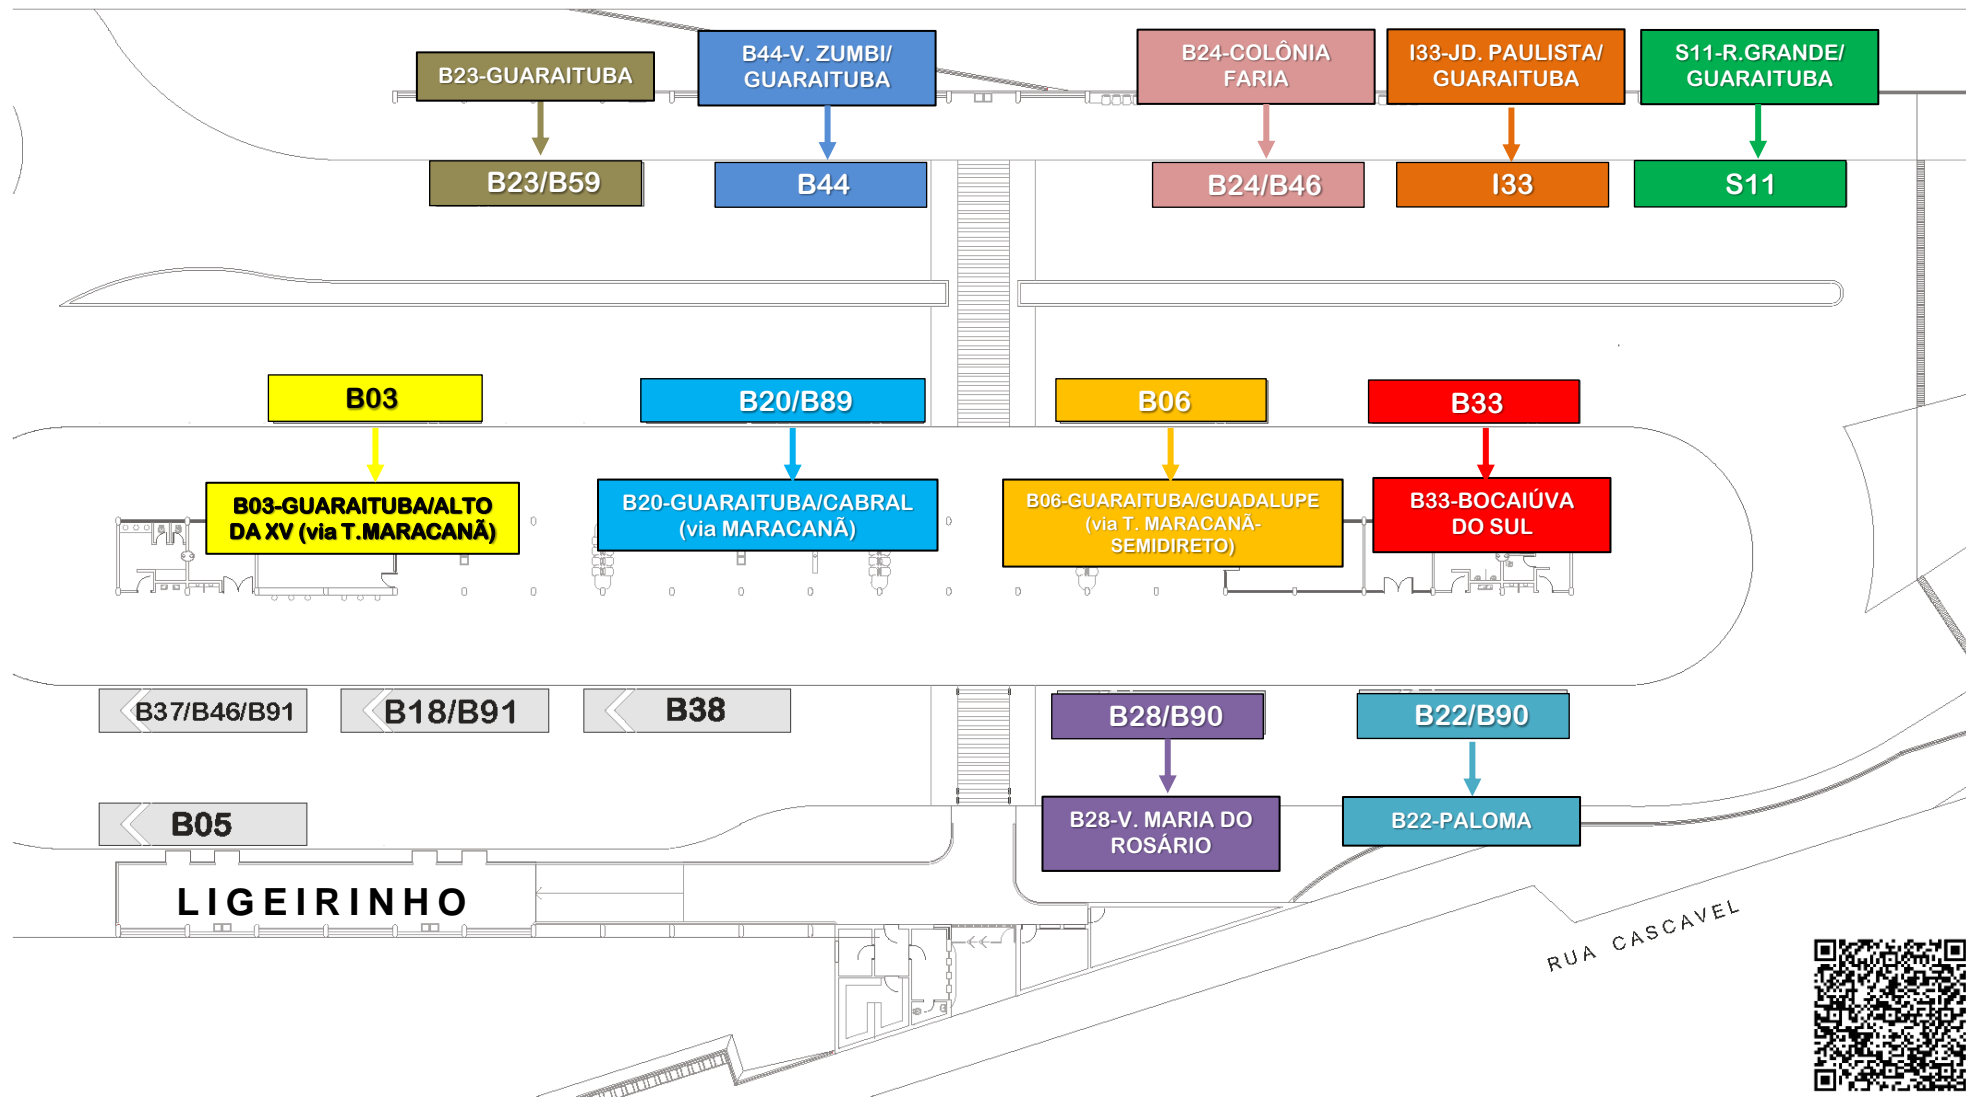 B23-GUARAITUBA
B44-V. ZUMBI/
GUARAITUBA
B24-COLÔNIA
FARIA
I33-JD. PAULISTA/
GUARAITUBA
S11-R.GRANDE/
GUARAITUBA
B23/B59
B44
B24/B46
I33
S11
B03
B20/B89
B06
B33
B03-GUARAITUBA/ALTO
DA XV (via T.MARACANÃ)
B20-GUARAITUBA/CABRAL
(via MARACANÃ)
B06-GUARAITUBA/GUADALUPE
(via T. MARACANÃ-
SEMIDIRETO)
B33-BOCAIÚVA
DO SUL
B37/B46/B91
B18/B91
B38
B28/B90
B22/B90
B05
B28-V. MARIA DO
ROSÁRIO
B22-PALOMA
LIGEIRINHO
RUA CASCAVEL